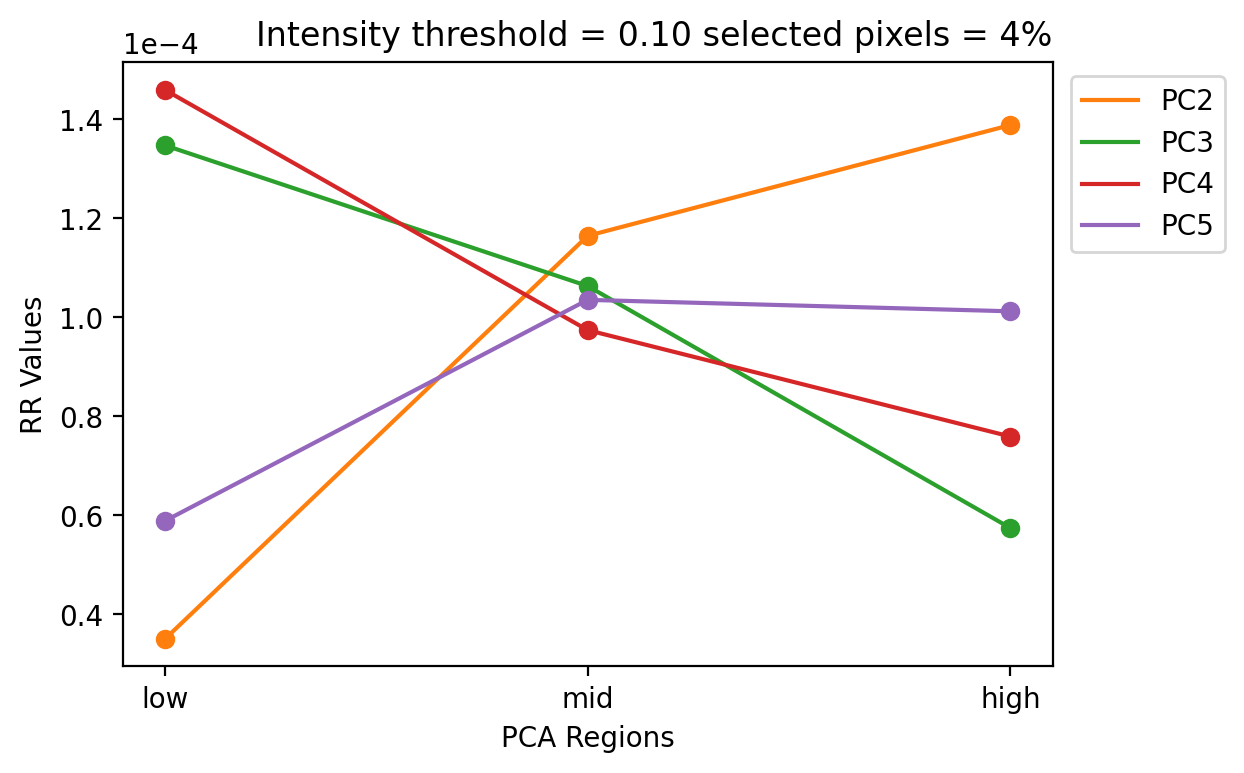 Intensity threshold = 0.10 selected pixels = 4%
1e−4
1.4
1.2
1.0
0.8
0.6
0.4
RR Values
low
mid
high
PCA Regions
PC2
PC3
PC4
PC5